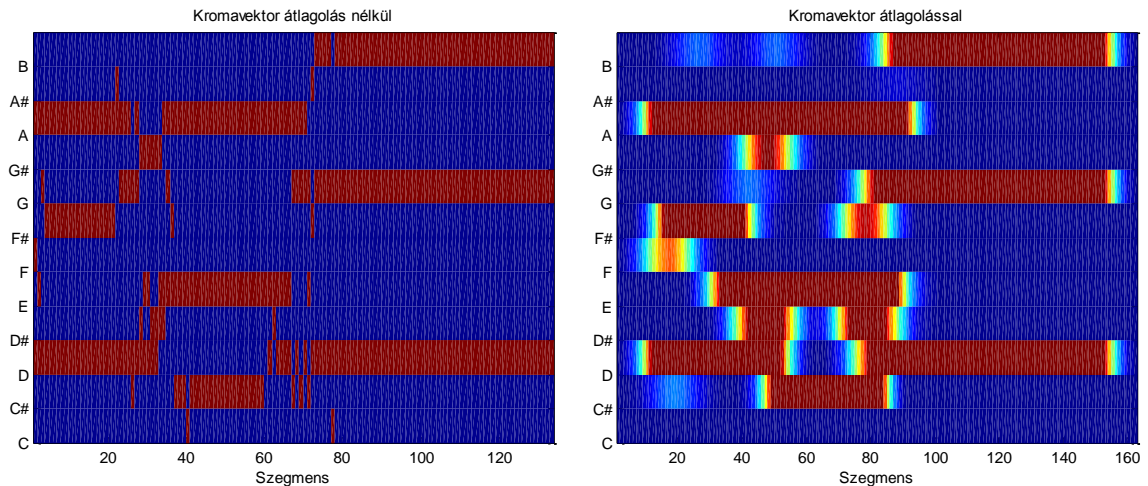 Kromavektor átlagolás nélkül
B
A#
A
G#
G
F#
F
E
D#
D
C#
C
20 40 60 80 100 120
Szegmens
Kromavektor átlagolással
B
A#
A
G#
G
F#
F
E
D#
D
C#
C
20 40 60 80 100 120 140 160
Szegmens